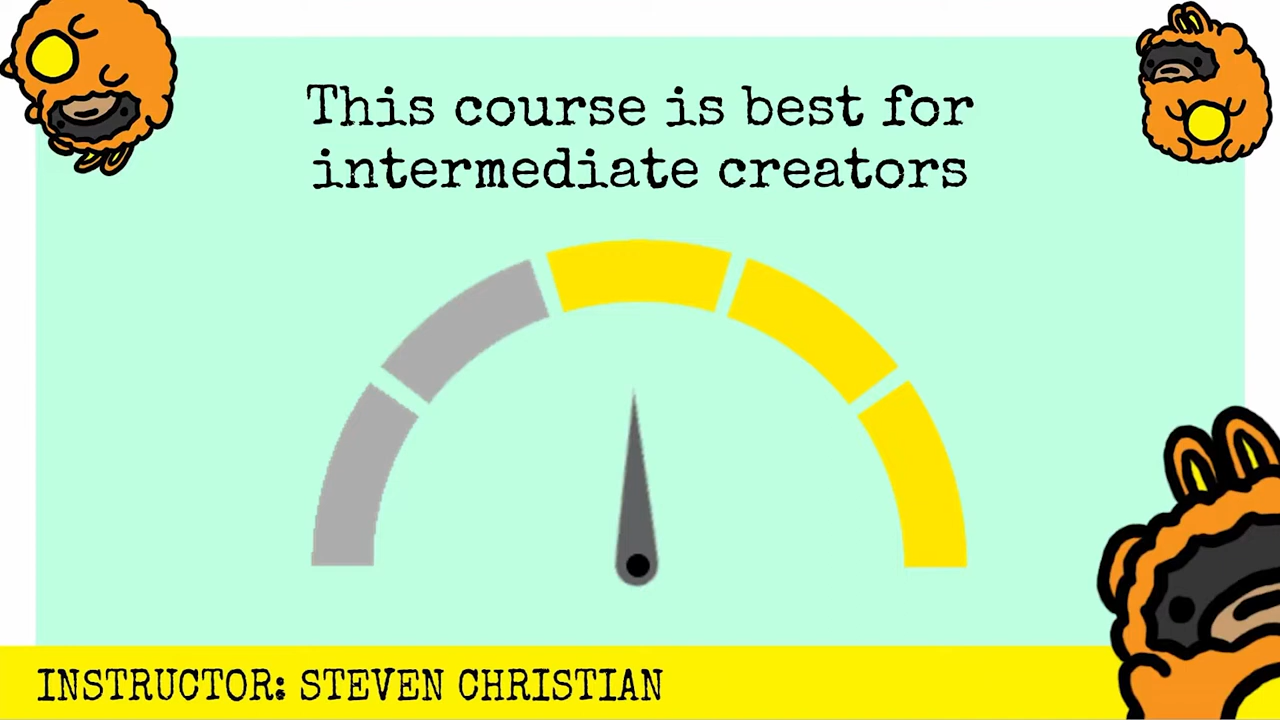 This course is best for
intermediate creators
INSTRUCTOR: STEVEN CHRISTIAN